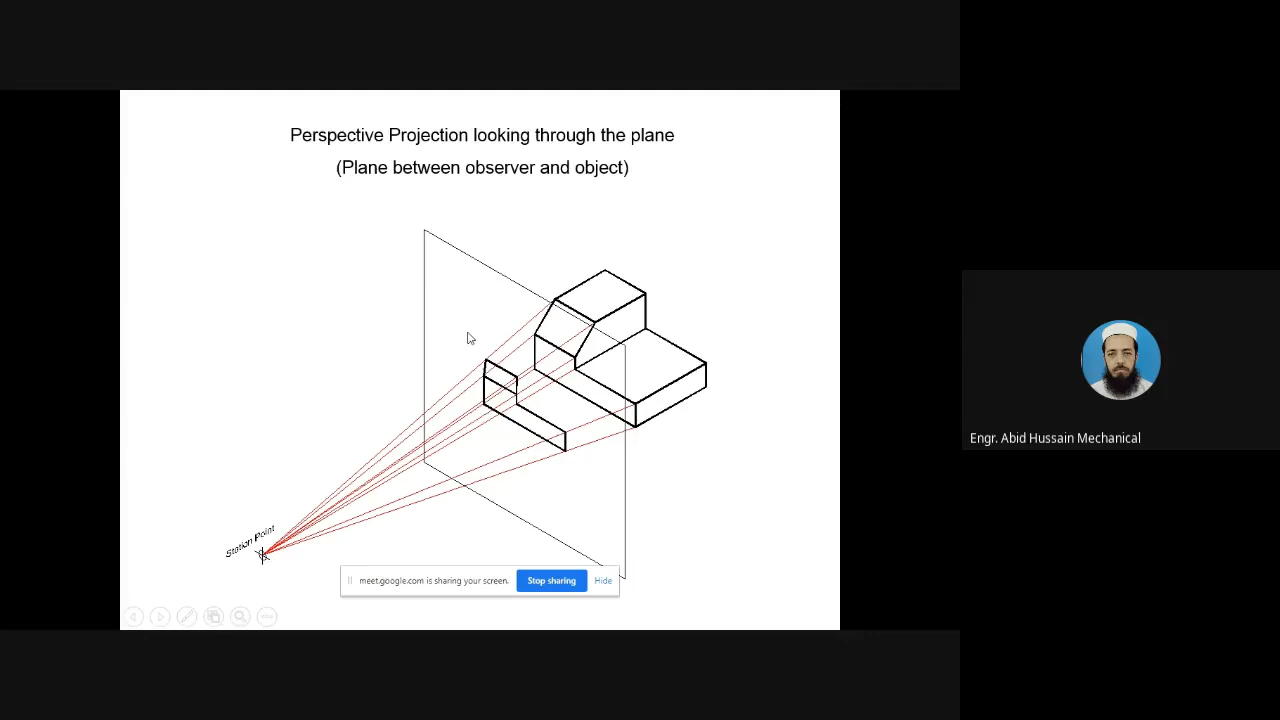 Perspective Projection looking through the plane
(Plane between observer and object)
Station Point
meet.google.com is sharing your screen.
Stop sharing
Hide
Engr. Abid Hussain Mechanical